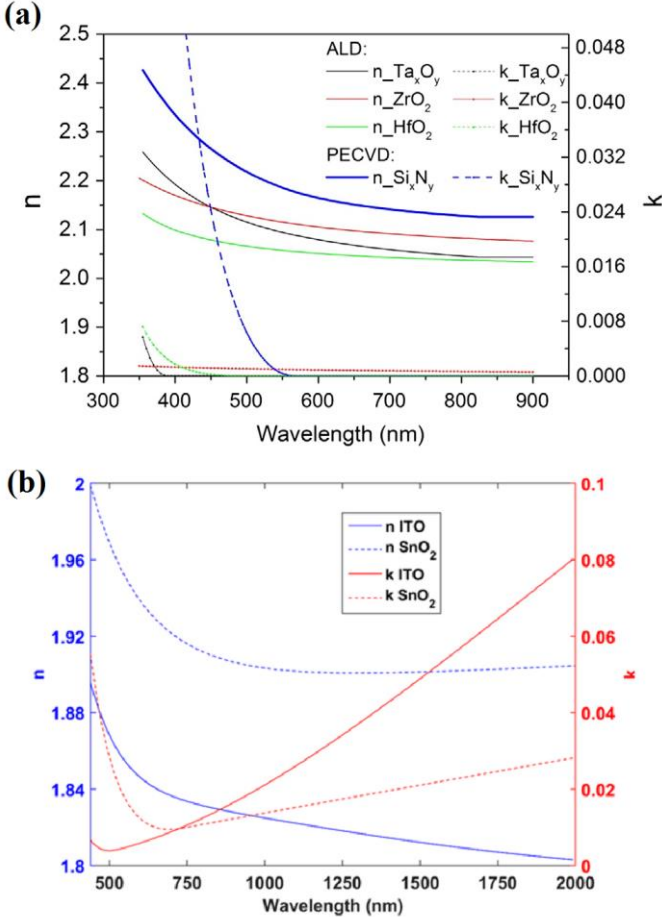 (a)
2.5
2.4
2.3
2.2
2.1
2.0
1.9
1.8
n
ALD:
n_TaxOy
k_TaxOy
n_ZrO2
k_ZrO2
n_HfO2
k_HfO2
PECVD:
n_SixNy
k_SixNy
0.048
0.040
0.032
0.024
0.016
0.008
0.000
k
300 400 500 600 700 800 900
Wavelength (nm)
(b)
2
1.96
1.92
1.88
1.84
1.8
n
n ITO
n SnO2
k ITO
k SnO2
0.1
0.08
0.06
0.04
0.02
0
k
500 750 1000 1250 1500 1750 2000
Wavelength (nm)